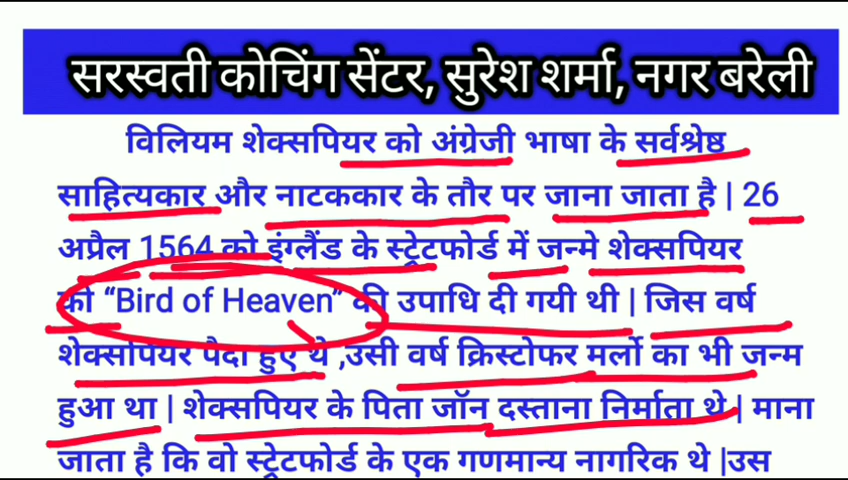 सरस्वती कोचिंग सेंटर, सुरेश शर्मा, नगर बरेली
विलियम शेक्सपियर को अंग्रेजी भाषा के सर्वश्रेष्ठ
साहित्यकार और नाटककार के तौर पर जाना जाता है | 26
अप्रैल 1564 को इंग्लैंड के स्ट्रेटफोर्ड में जन्मे शेक्सपियर
को “Bird of Heaven” की उपाधि दी गयी थी | जिस वर्ष
शेक्सपियर पैदा हुए थे ,उसी वर्ष क्रिस्टोफर मर्लो का भी जन्म
हुआ था | शेक्सपियर के पिता जॉन दस्ताना निर्माता थे | माना
जाता है कि वो स्ट्रेटफोर्ड के एक गणमान्य नागरिक थे |उस